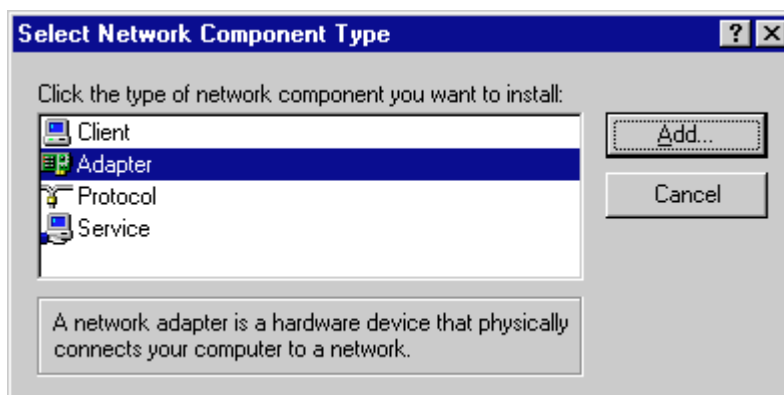 Select Network Component Type
Click the type of network component you want to install:
Client
Adapter
Protocol
Service
Add...
Cancel
A network adapter is a hardware device that physically
connects your computer to a network.